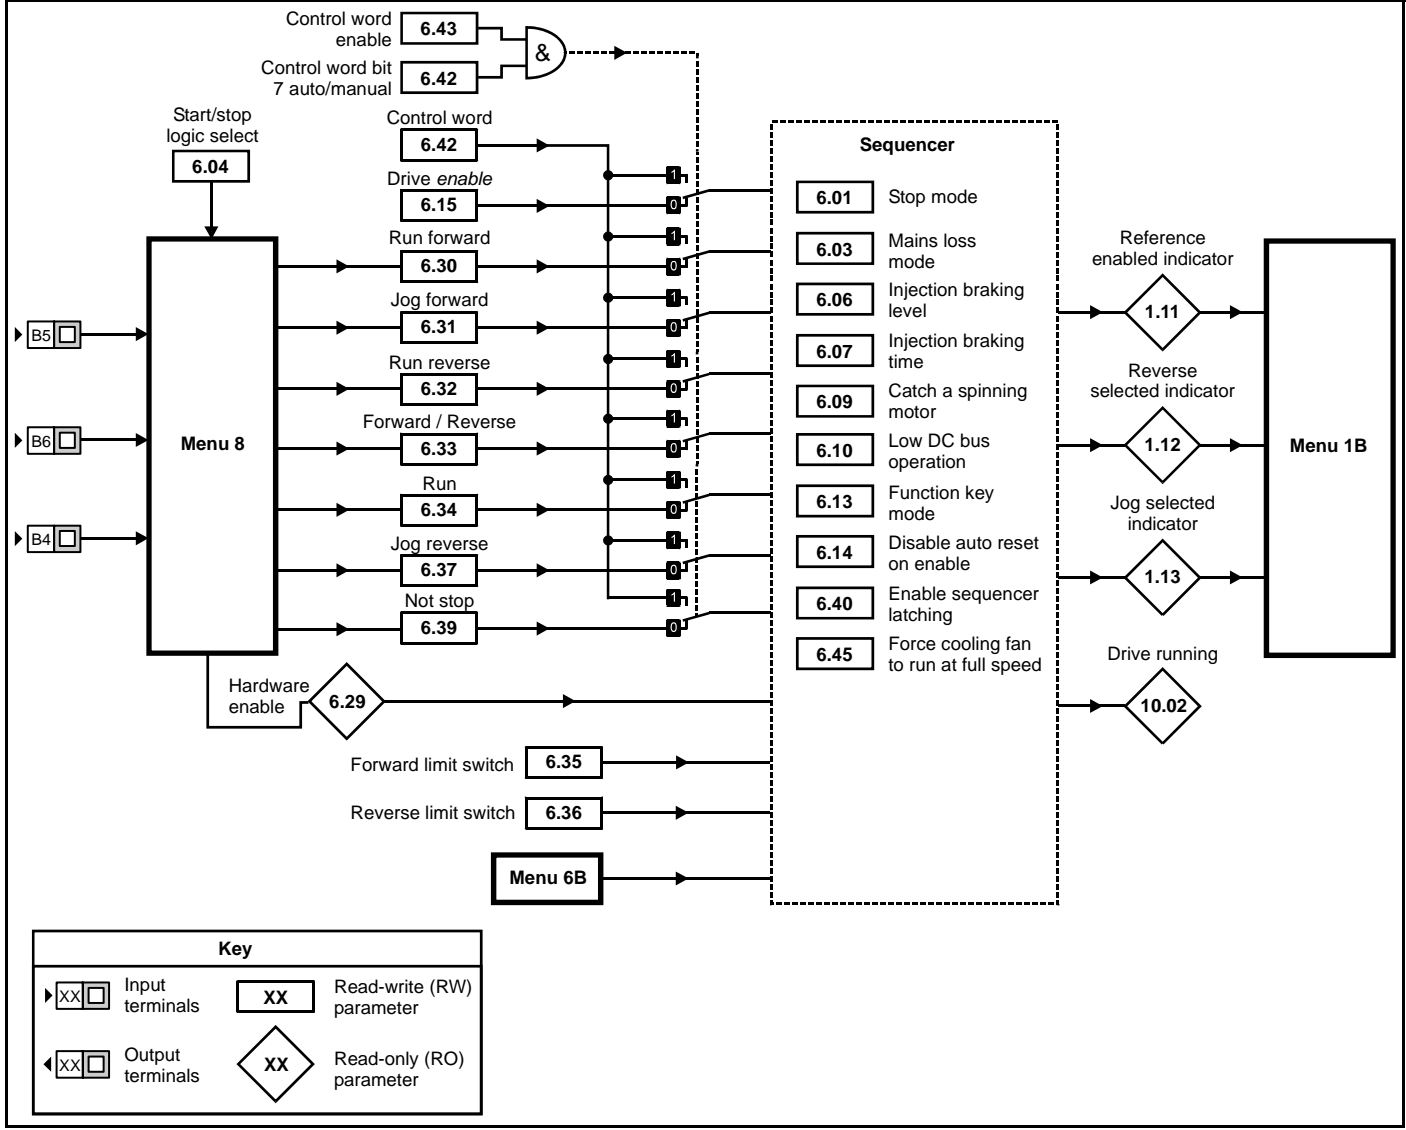 Control word
enable
6.43
&
Control word bit
7 auto/manual
6.42
Start/stop
logic select
6.04
Control word
6.42
Drive enable
6.15
Run forward
6.30
Jog forward
6.31
Run reverse
6.32
Forward / Reverse
6.33
Run
6.34
Jog reverse
6.37
Not stop
6.39
1
0
1
0
1
0
1
0
1
0
1
0
1
0
1
0
B5
B6
B4
Menu 8
Hardware
enable
6.29
Forward limit switch
6.35
Reverse limit switch
6.36
Menu 6B
Sequencer
6.01 Stop mode
6.03 Mains loss
mode
6.06 Injection braking
level
6.07 Injection braking
time
6.09 Catch a spinning
motor
6.10 Low DC bus
operation
6.13 Function key
mode
6.14 Disable auto reset
on enable
6.40 Enable sequencer
latching
6.45 Force cooling fan
to run at full speed
Reference
enabled indicator
1.11
Reverse
selected indicator
1.12
Jog selected
indicator
1.13
Drive running
10.02
Menu 1B
Key
XX
Input
terminals
XX
Read-write (RW)
parameter
XX
Output
terminals
XX
Read-only (RO)
parameter